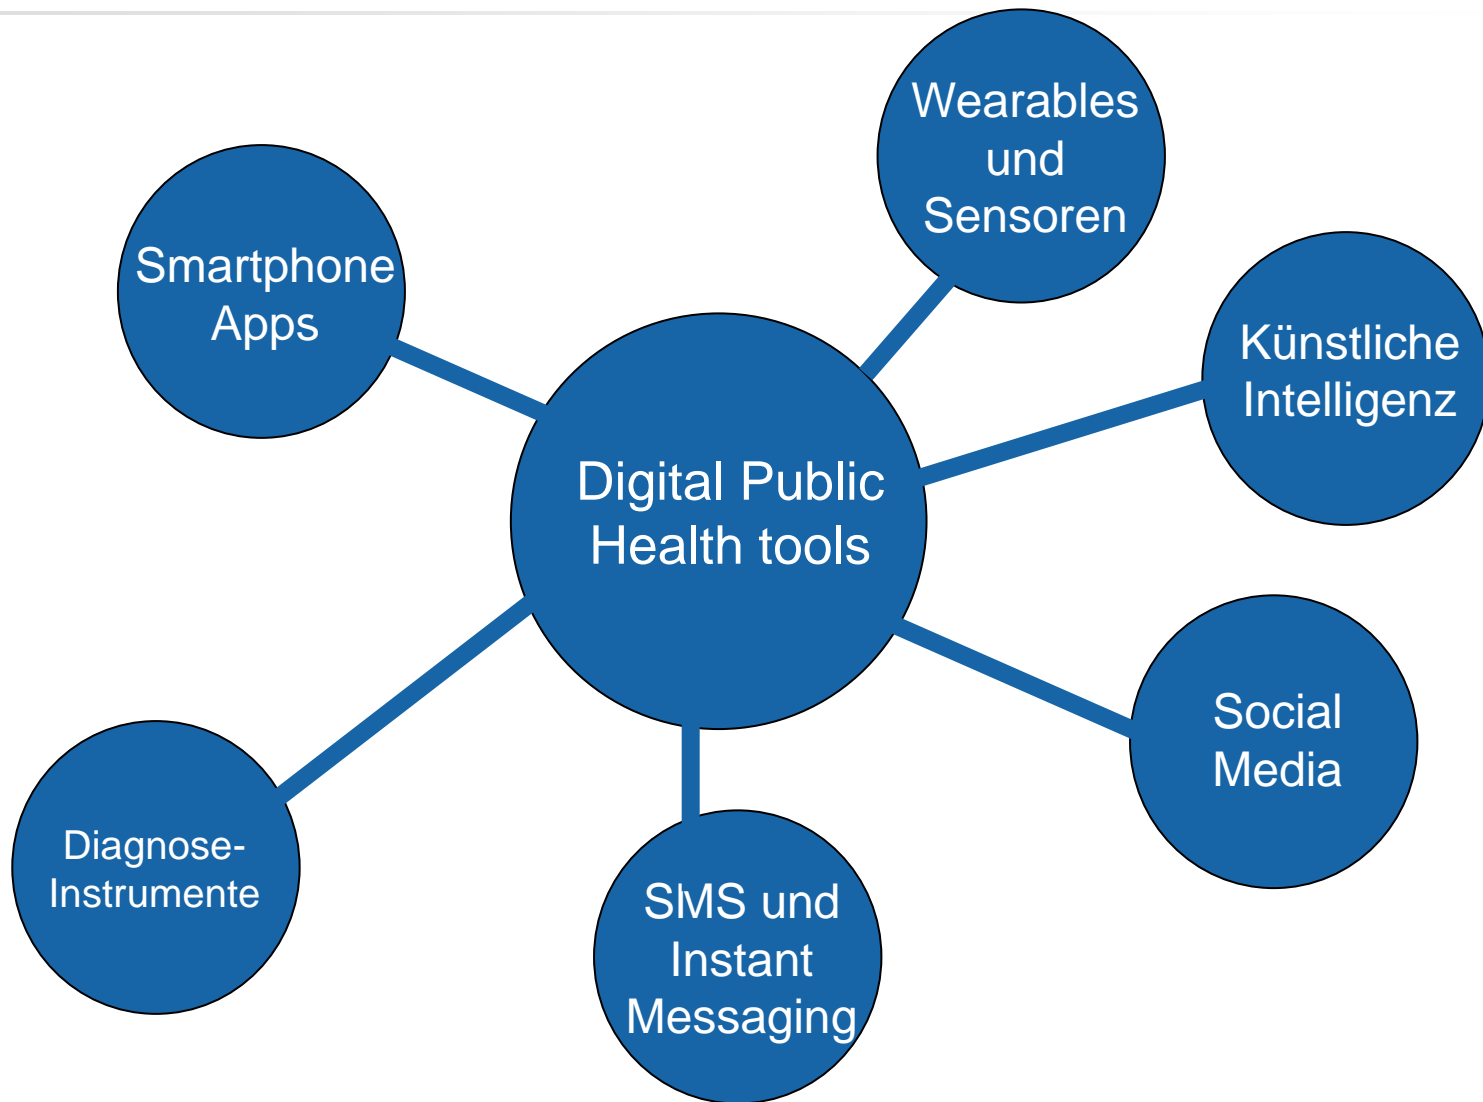 Wearables
und
Sensoren
Smartphone
Apps
Künstliche
Intelligenz
Digital Public
Health tools
Social
Media
Diagnose-
Instrumente
SMS und
Instant
Messaging